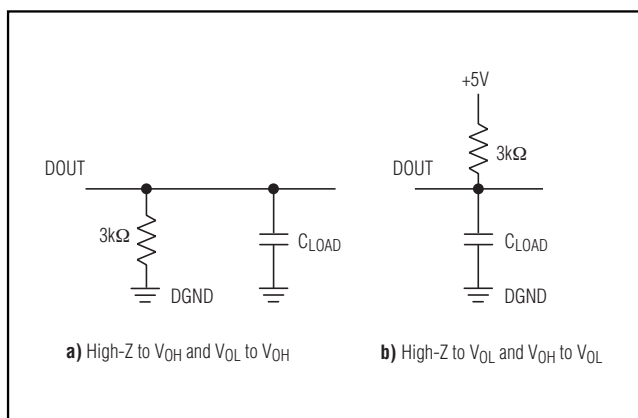 +5V
3kΩ
DOUT
3kΩ
CLOAD
DGND
DOUT
CLOAD
DGND
a) High-Z to VOH and VOL to VOH
b) High-Z to VOL and VOH to VOL